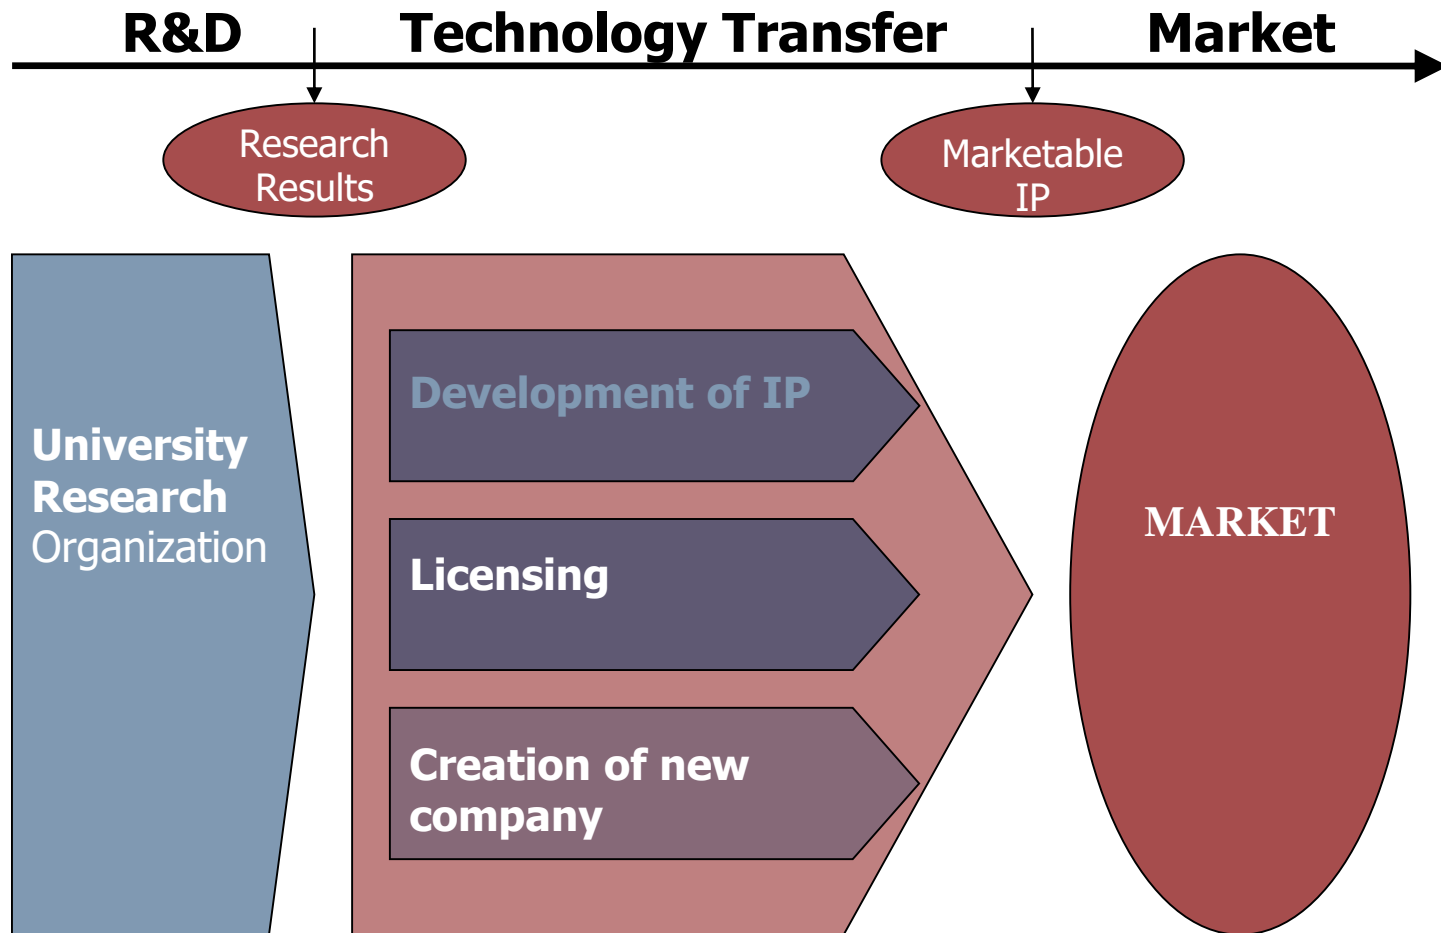 R&D
Technology Transfer
Market
Research
Results
Marketable
IP
University
Research
Organization
Development of IP
Licensing
Creation of new
company
MARKET